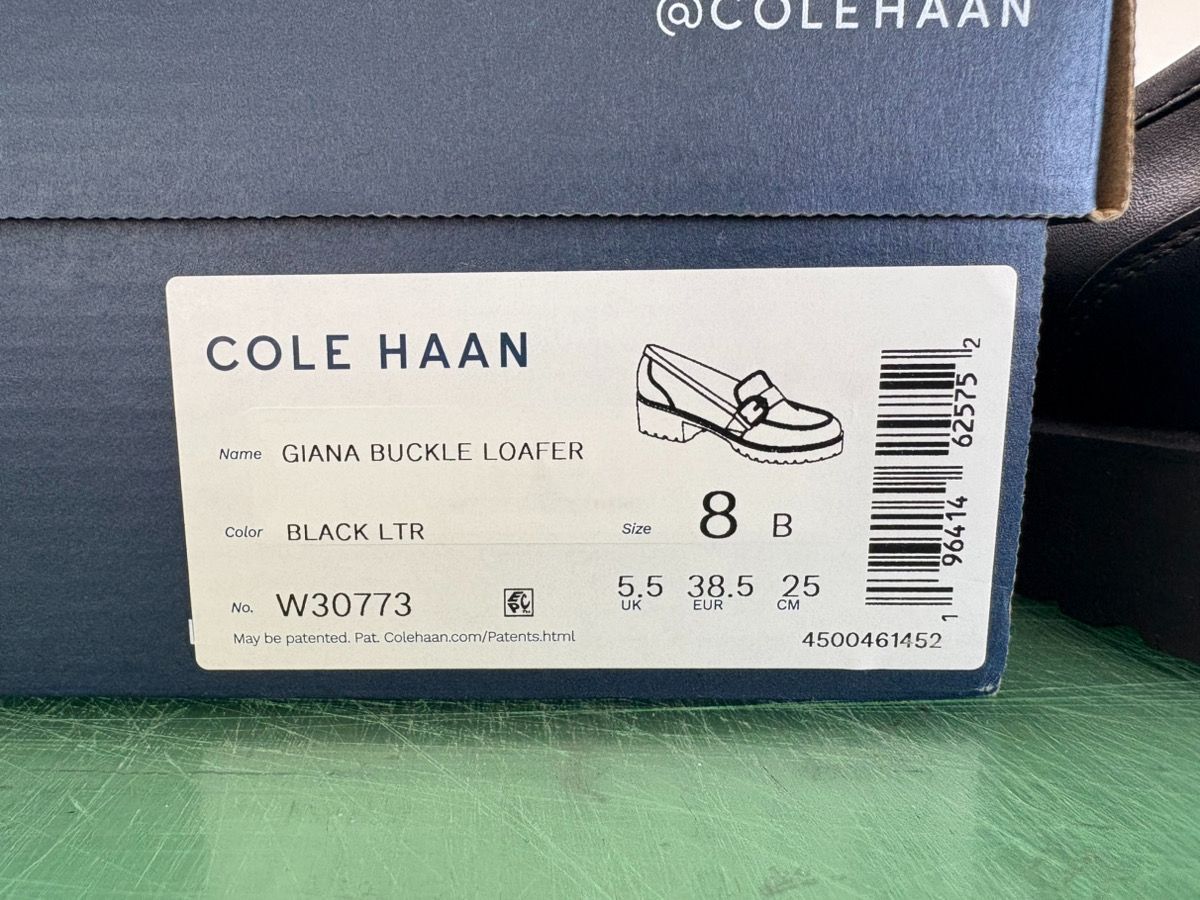 @COLEHAAN
COLE HAAN
Name GIANA BUCKLE LOAFER
Color BLACK LTR
Size 8 B
No. W30773
EPC
5.5 38.5 25
UK EUR CM
May be patented. Pat. Colehaan.com/Patents.html
4500461452
1 96414 62575 2